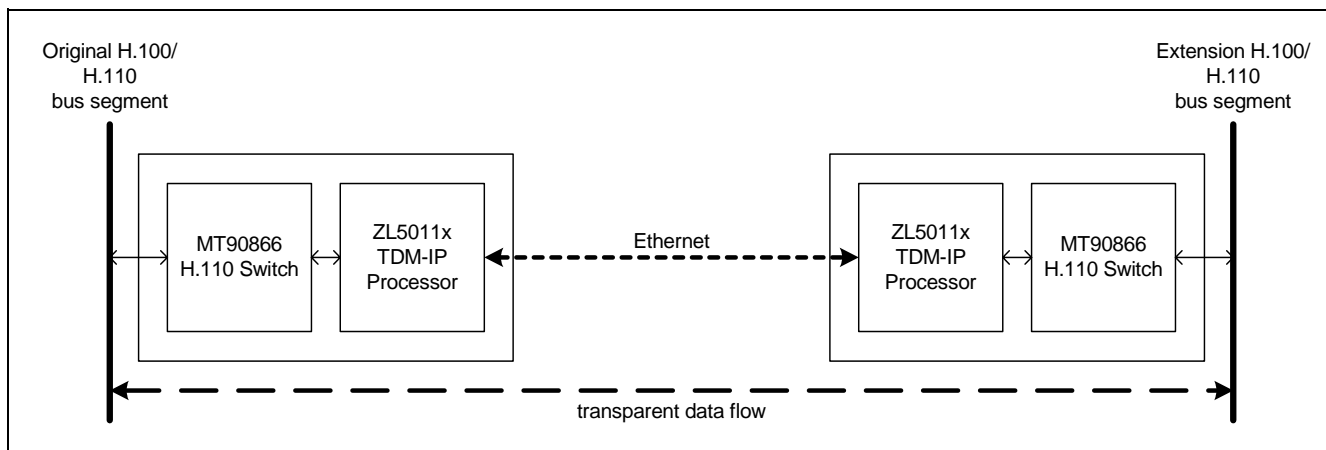 Original H.100/
H.110
bus segment
Extension H.100/
H.110
bus segment
MT90866
H.110 Switch
ZL5011x
TDM-IP
Processor
Ethernet
ZL5011x
TDM-IP
Processor
MT90866
H.110 Switch
transparent data flow